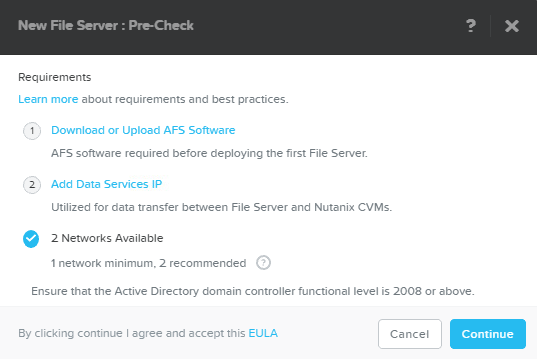 New File Server : Pre-Check
?
Requirements
Learn more about requirements and best practices.
1
Download or Upload AFS Software
AFS software required before deploying the first File Server.
2
Add Data Services IP
Utilized for data transfer between File Server and Nutanix CVMs.
2 Networks Available
1 network minimum, 2 recommended ?
Ensure that the Active Directory domain controller functional level is 2008 or above.
By clicking continue I agree and accept this EULA
Cancel
Continue